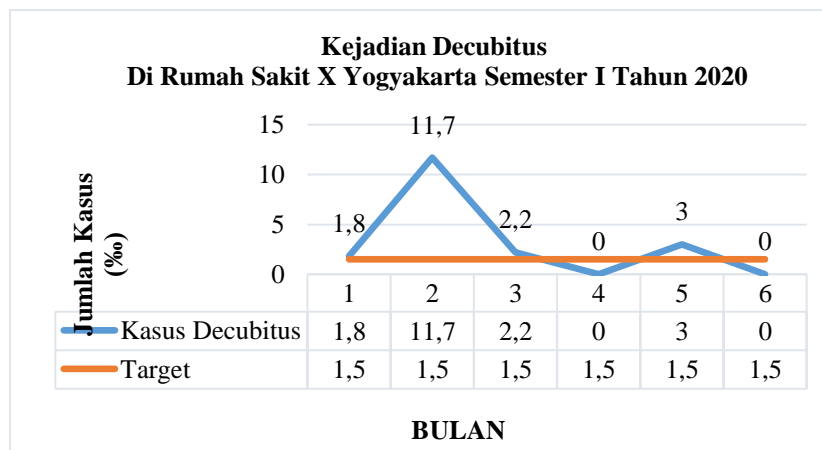 Kejadian Decubitus
Di Rumah Sakit X Yogyakarta Semester I Tahun 2020
Jumlah Kasus
(‰)
15
10
5
0
1,8
11,7
2,2
0
3
0
1 2 3 4 5 6
Kasus Decubitus 1,8 11,7 2,2 0 3 0
Target 1,5 1,5 1,5 1,5 1,5 1,5
BULAN